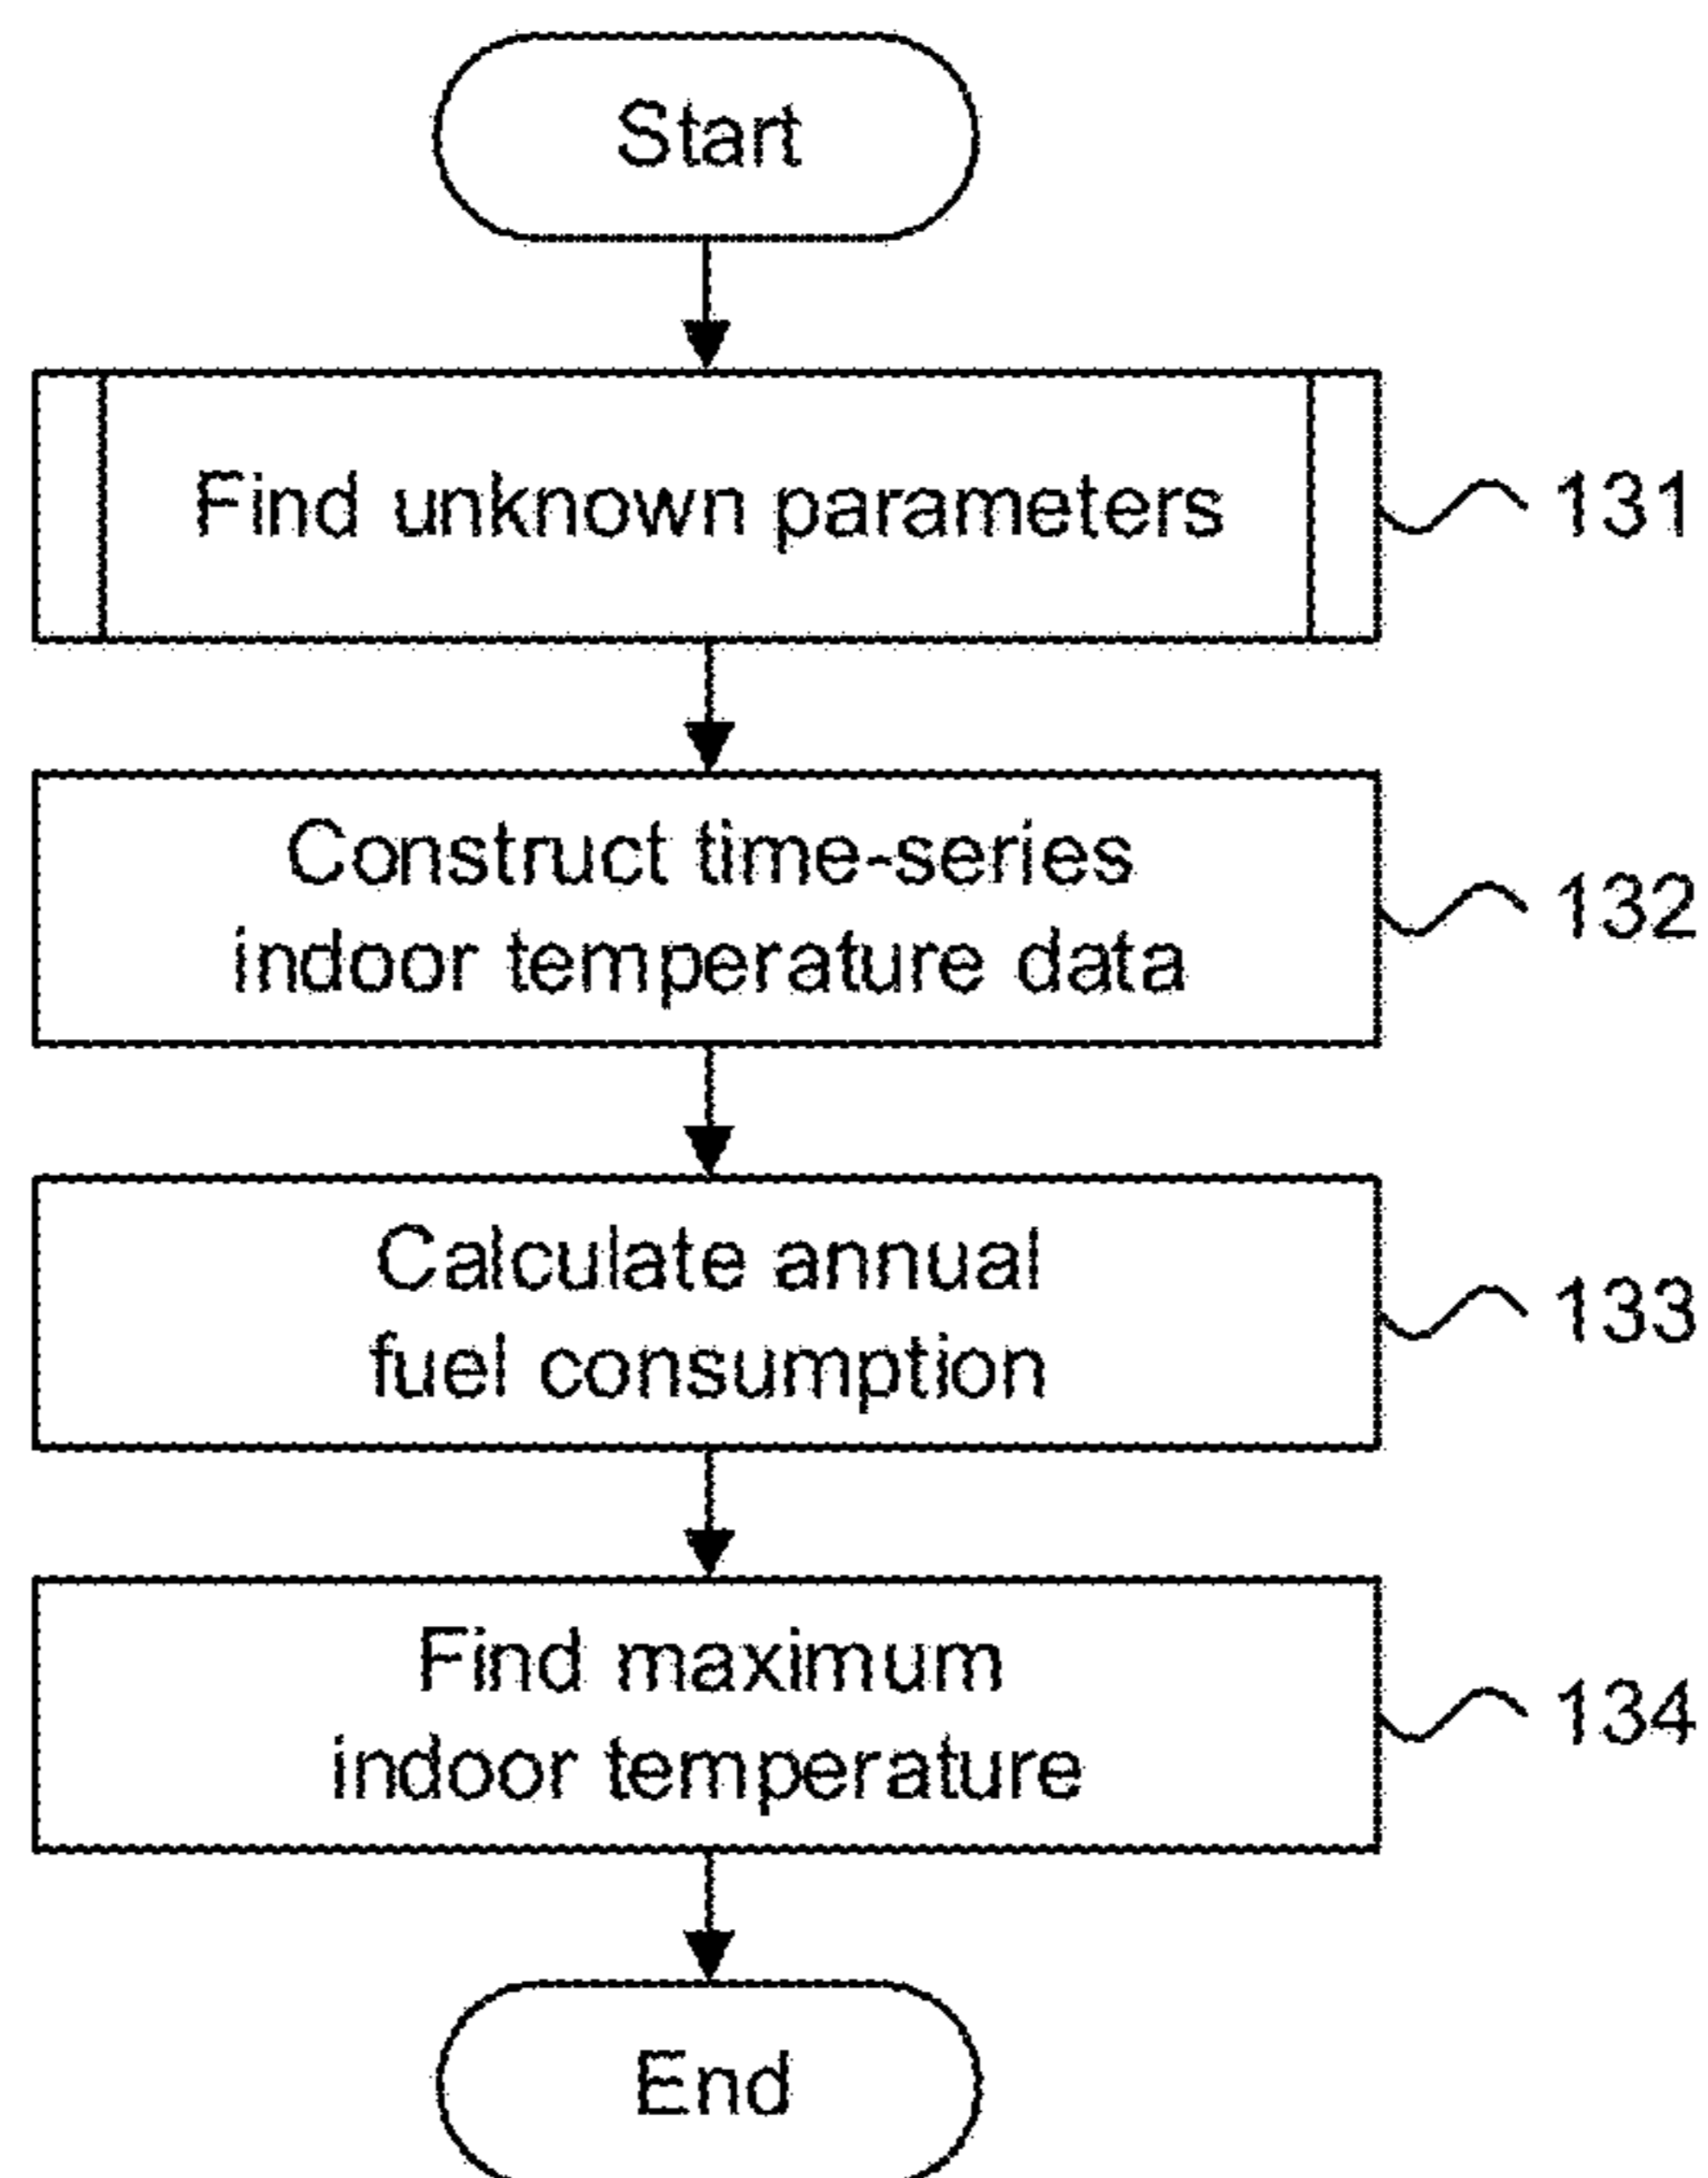 Start
Find unknown parameters
131
Construct time-series
indoor temperature data
132
Calculate annual
fuel consumption
133
Find maximum
indoor temperature
134
End